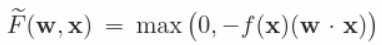 F̃(𝐰, 𝐱) = max (0, −f(𝐱)(𝐰 · 𝐱))